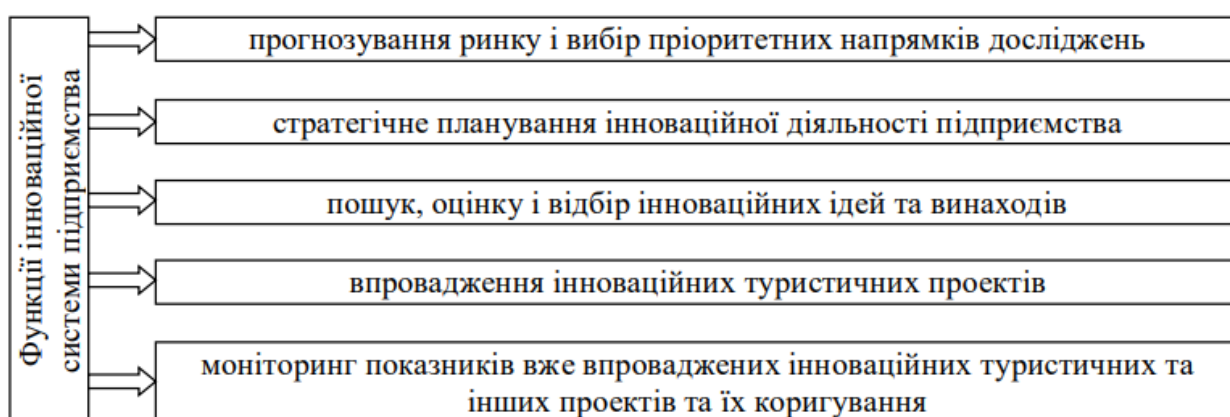 Функції інноваційної
системи підприємства
прогнозування ринку і вибір пріоритетних напрямків досліджень
стратегічне планування інноваційної діяльності підприємства
пошук, оцінку і відбір інноваційних ідей та винаходів
впровадження інноваційних туристичних проектів
моніторинг показників вже впроваджених інноваційних туристичних та
інших проектів та їх коригування